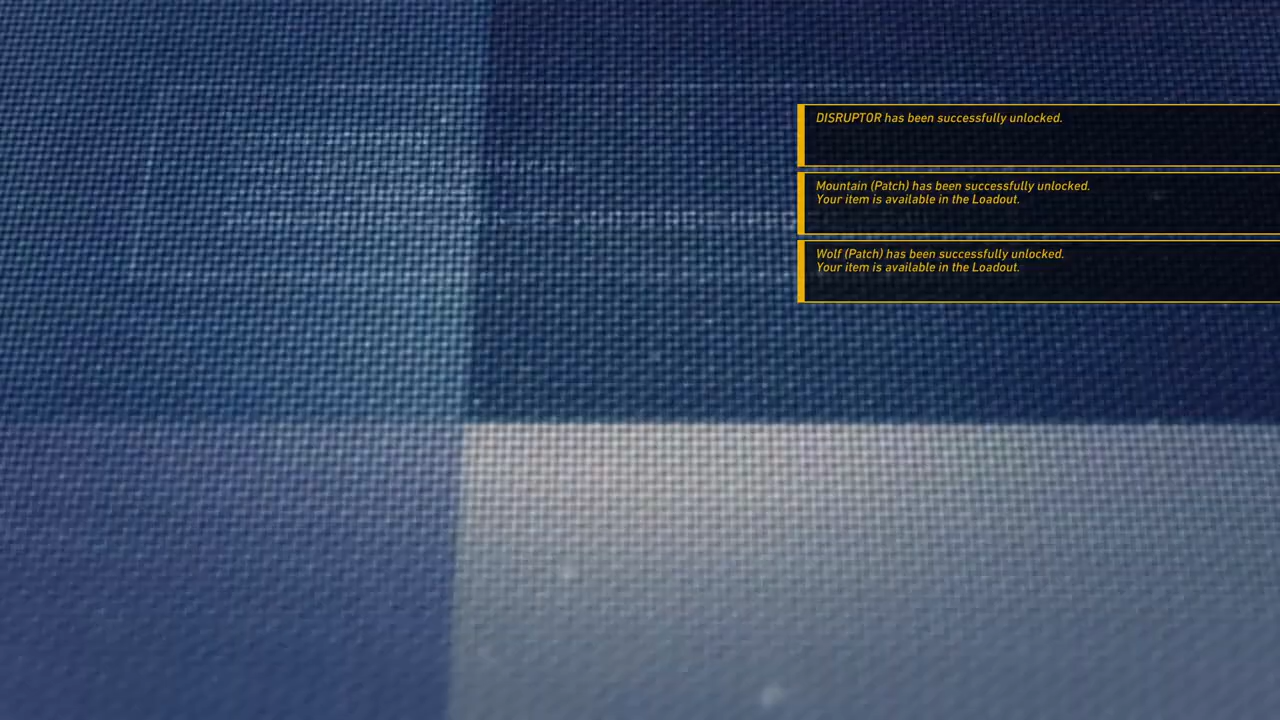 DISRUPTOR has been successfully unlocked.
Mountain (Patch) has been successfully unlocked.
Your item is available in the Loadout.
Wolf (Patch) has been successfully unlocked.
Your item is available in the Loadout.